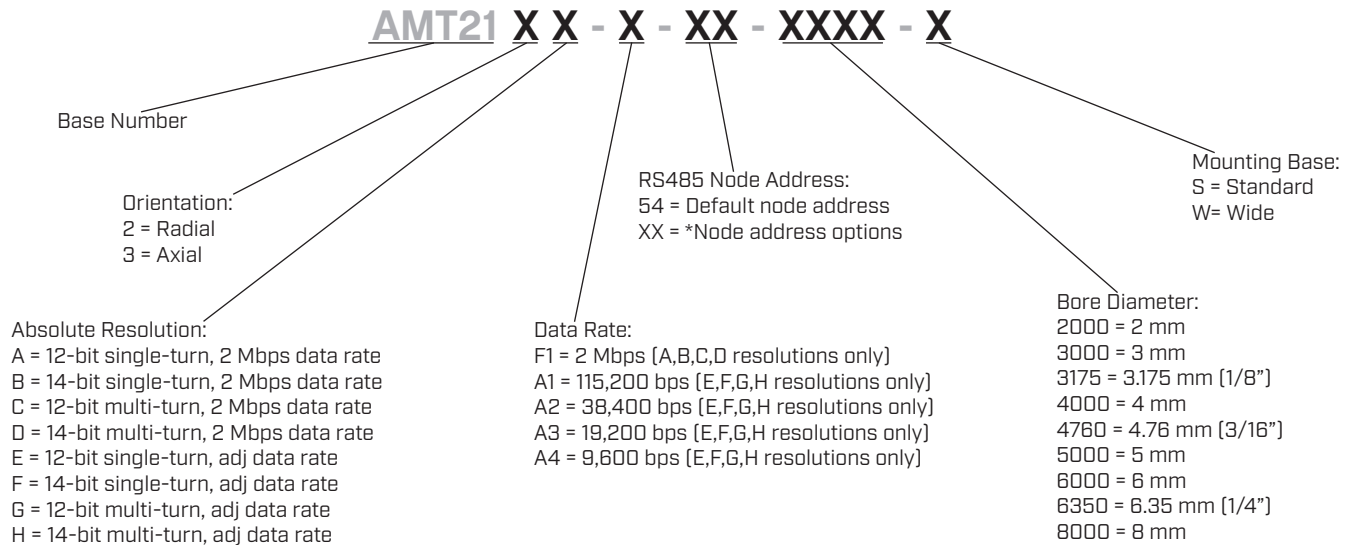 AMT21 X X - X - XX - XXXX - X
Base Number
Orientation:
2 = Radial
3 = Axial
Absolute Resolution:
A = 12-bit single-turn, 2 Mbps data rate
B = 14-bit single-turn, 2 Mbps data rate
C = 12-bit multi-turn, 2 Mbps data rate
D = 14-bit multi-turn, 2 Mbps data rate
E = 12-bit single-turn, adj data rate
F = 14-bit single-turn, adj data rate
G = 12-bit multi-turn, adj data rate
H = 14-bit multi-turn, adj data rate
Data Rate:
F1 = 2 Mbps (A,B,C,D resolutions only)
A1 = 115,200 bps (E,F,G,H resolutions only)
A2 = 38,400 bps (E,F,G,H resolutions only)
A3 = 19,200 bps (E,F,G,H resolutions only)
A4 = 9,600 bps (E,F,G,H resolutions only)
RS485 Node Address:
54 = Default node address
XX = *Node address options
Bore Diameter:
2000 = 2 mm
3000 = 3 mm
3175 = 3.175 mm (1/8”)
4000 = 4 mm
4760 = 4.76 mm (3/16”)
5000 = 5 mm
6000 = 6 mm
6350 = 6.35 mm (1/4”)
8000 = 8 mm
Mounting Base:
S = Standard
W= Wide